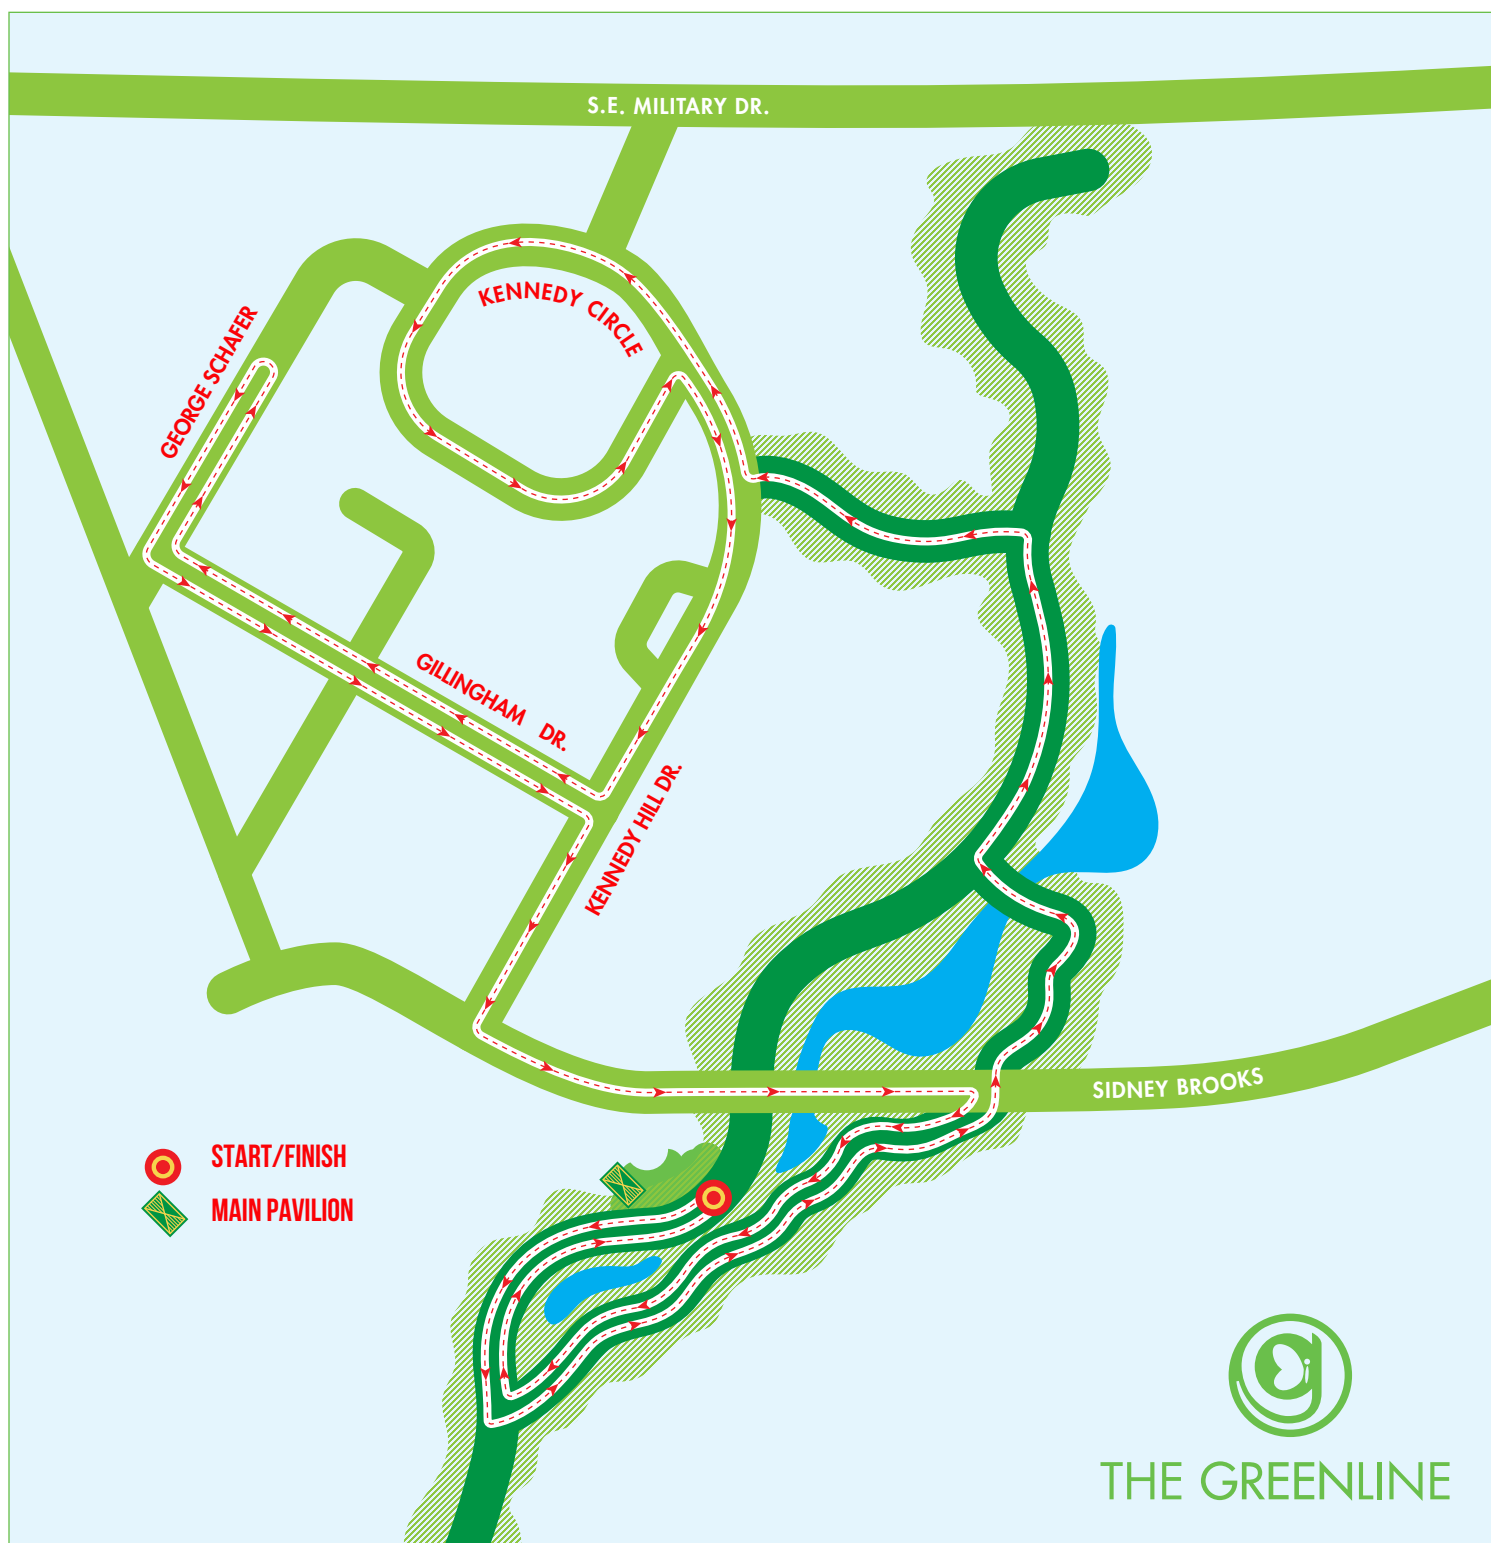 S.E. MILITARY DR.
KENNEDY CIRCLE
GEORGE SCHAFER
GILLINGHAM DR.
KENNEDY HILL DR.
SIDNEY BROOKS
START/FINISH
MAIN PAVILION
g
THE GREENLINE